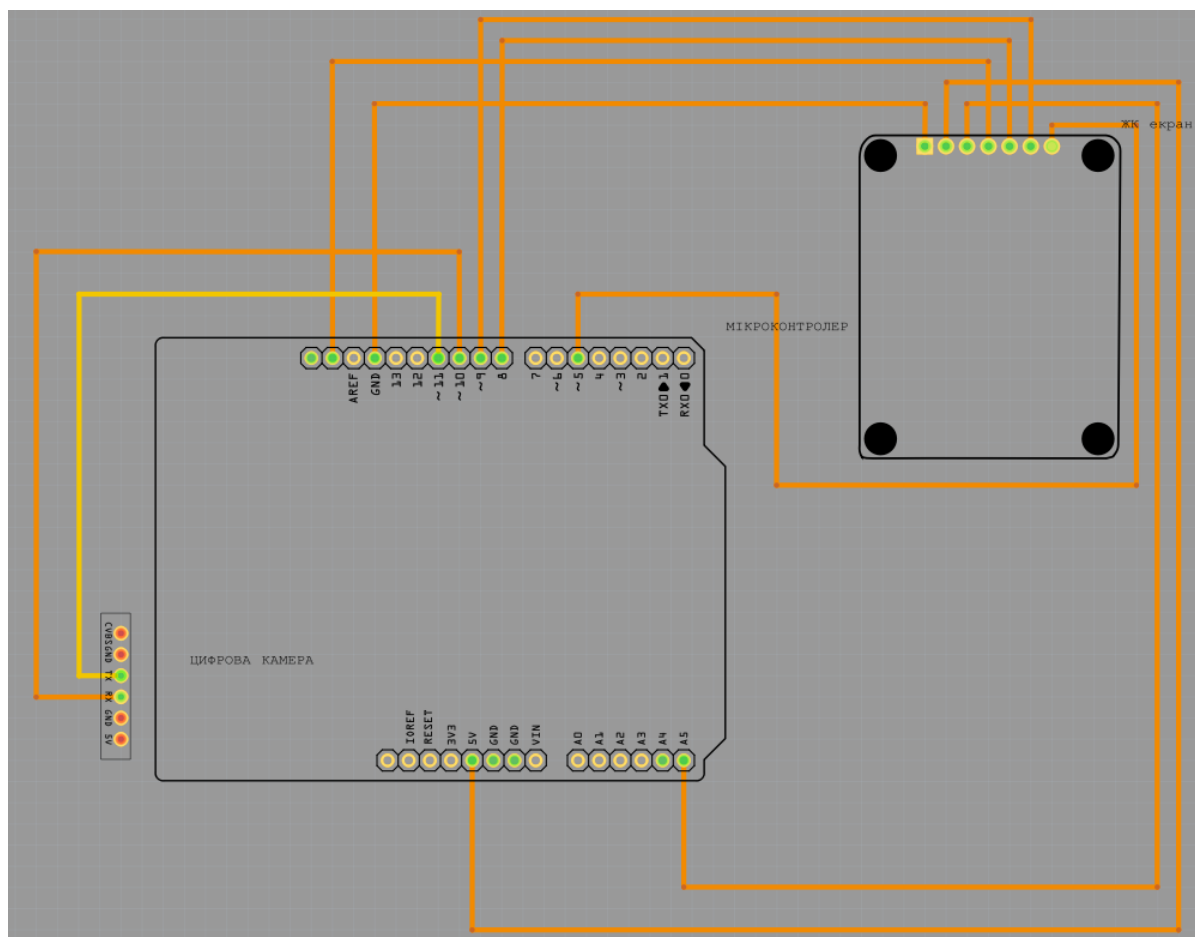 ЖК екран
МІКРОКОНТРОЛЕР
AREF
GND
13
12
~11
~10
~9
8
7
~6
~5
4
~3
2
TX0▶1
RX0◀0
CVBS
GND
TX
RX
GND
5V
ЦИФРОВА КАМЕРА
IOREF
RESET
3V3
5V
GND
GND
VIN
A0
A1
A2
A3
A4
A5